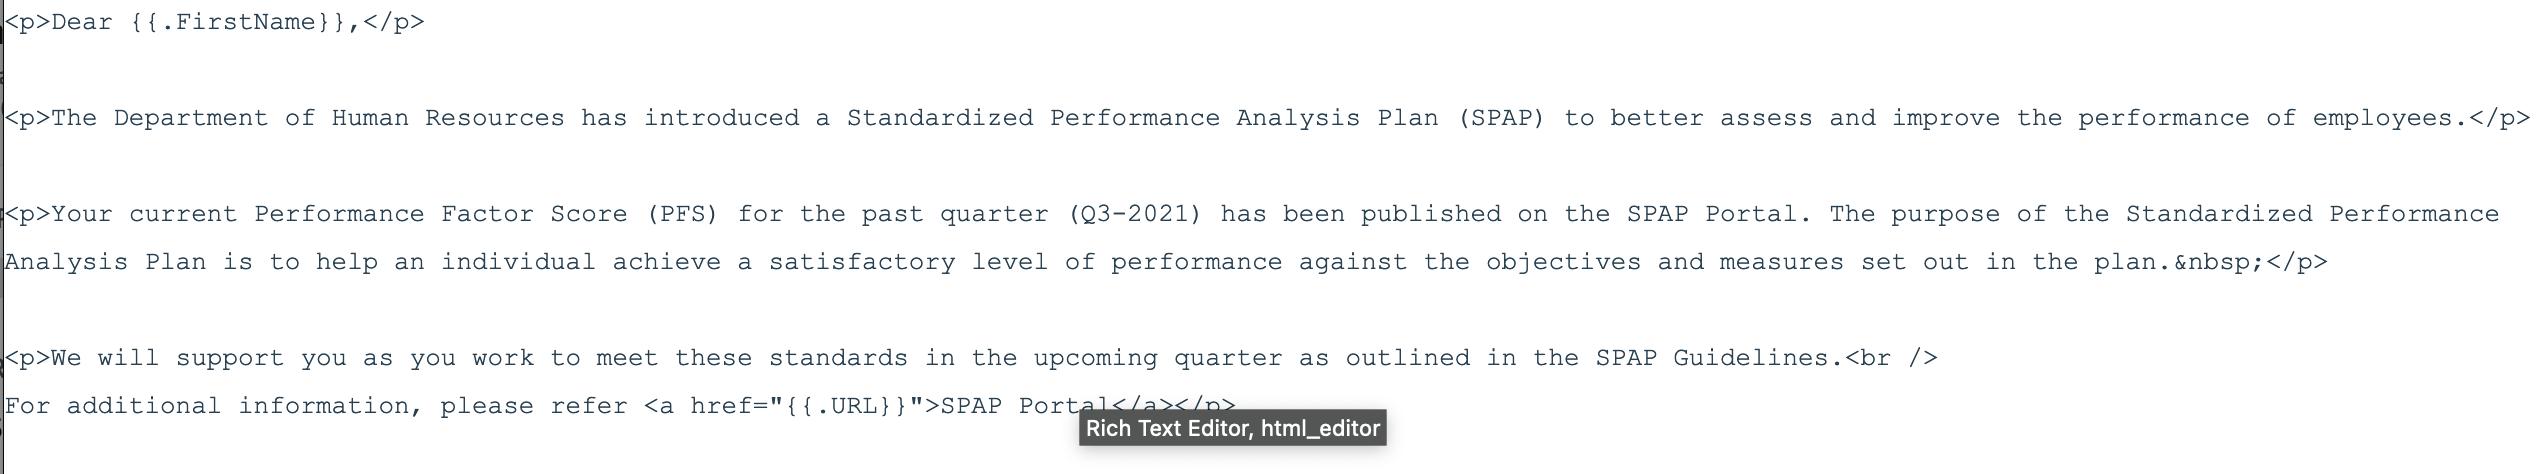 <p>Dear {{.FirstName}},</p>
<p>The Department of Human Resources has introduced a Standardized Performance Analysis Plan (SPAP) to better assess and improve the performance of employees.</p>
<p>Your current Performance Factor Score (PFS) for the past quarter (Q3-2021) has been published on the SPAP Portal. The purpose of the Standardized Performance
Analysis Plan is to help an individual achieve a satisfactory level of performance against the objectives and measures set out in the plan.&nbsp;</p>
<p>We will support you as you work to meet these standards in the upcoming quarter as outlined in the SPAP Guidelines.<br />
For additional information, please refer <a href="{{.URL}}">SPAP Portal</a></p>
Rich Text Editor, html_editor